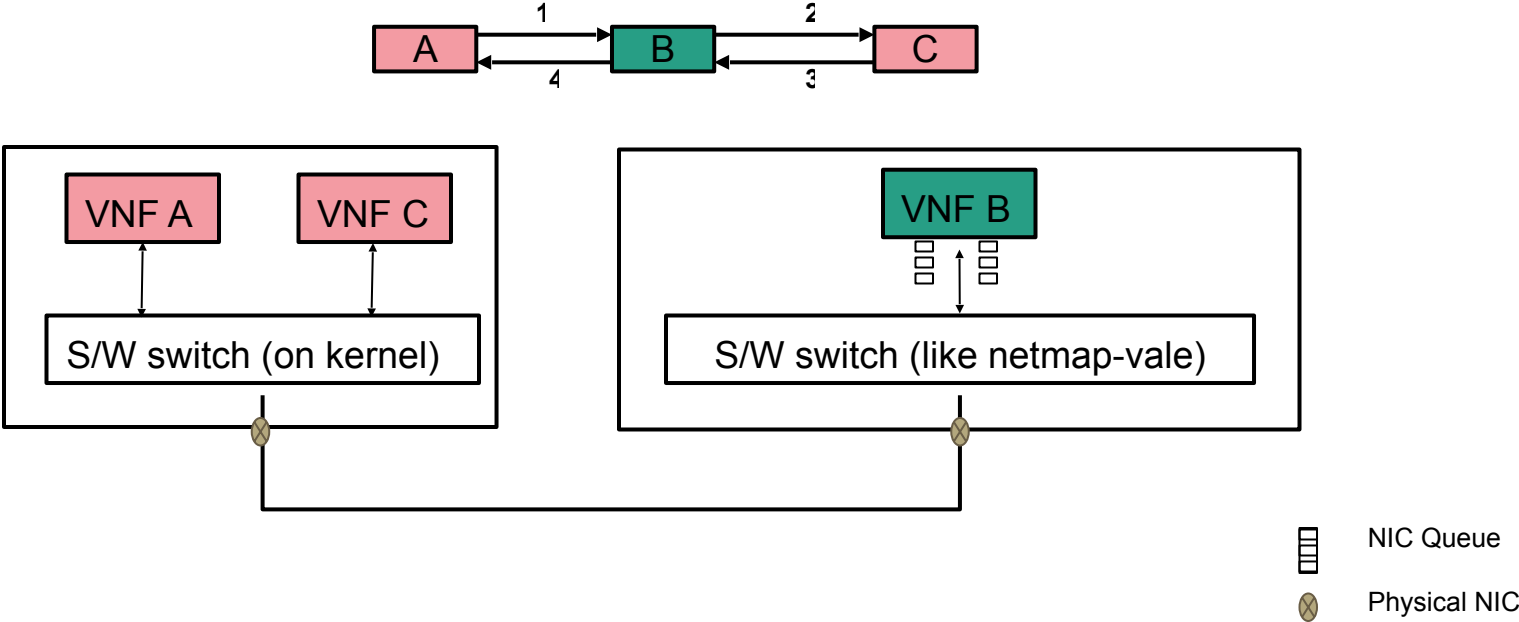 1 2
A B C
4 3
VNF A VNF C VNF B
S/W switch (on kernel) S/W switch (like netmap-vale)
NIC Queue
Physical NIC